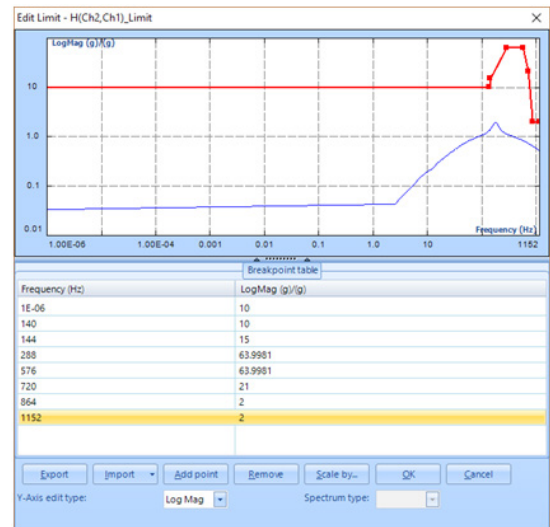 Edit Limit - H(Ch2,Ch1)_Limit
LogMag (g)/(g)
10
1.0
0.1
0.01
Frequency (Hz)
1.00E-06 1.00E-04 0.001 0.01 0.1 1.0 10 1152
Breakpoint table
Frequency (Hz) LogMag (g)/(g)
1E-06 10
140 10
144 15
288 63.9981
576 63.9981
720 21
864 2
1152 2
Export Import Add point Remove Scale by... OK Cancel
Y-Axis edit type: Log Mag Spectrum type: